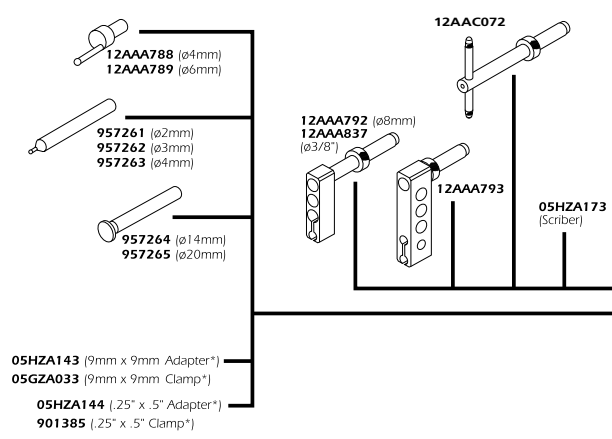 12AAC072
12AAA788 (ø4mm)
12AAA789 (ø6mm)
957261 (ø2mm)
957262 (ø3mm)
957263 (ø4mm)
12AAA792 (ø8mm)
12AAA837
(ø3/8")
12AAA793
05HZA173
(Scriber)
957264 (ø14mm)
957265 (ø20mm)
05HZA143 (9mm x 9mm Adapter*)
05GZA033 (9mm x 9mm Clamp*)
05HZA144 (.25" x .5" Adapter*)
901385 (.25" x .5" Clamp*)